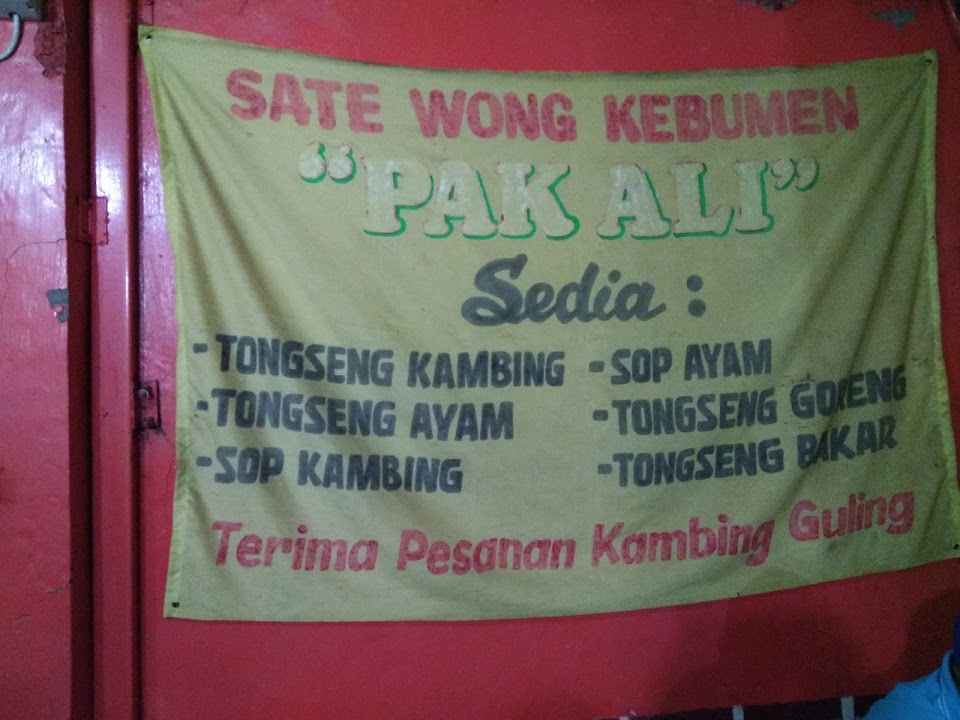 SATE WONG KEBUMEN
“PAK ALI”
Sedia :
- TONGSENG KAMBING
- TONGSENG AYAM
- SOP KAMBING
- SOP AYAM
- TONGSENG GORENG
- TONGSENG BAKAR
Terima Pesanan Kambing Guling